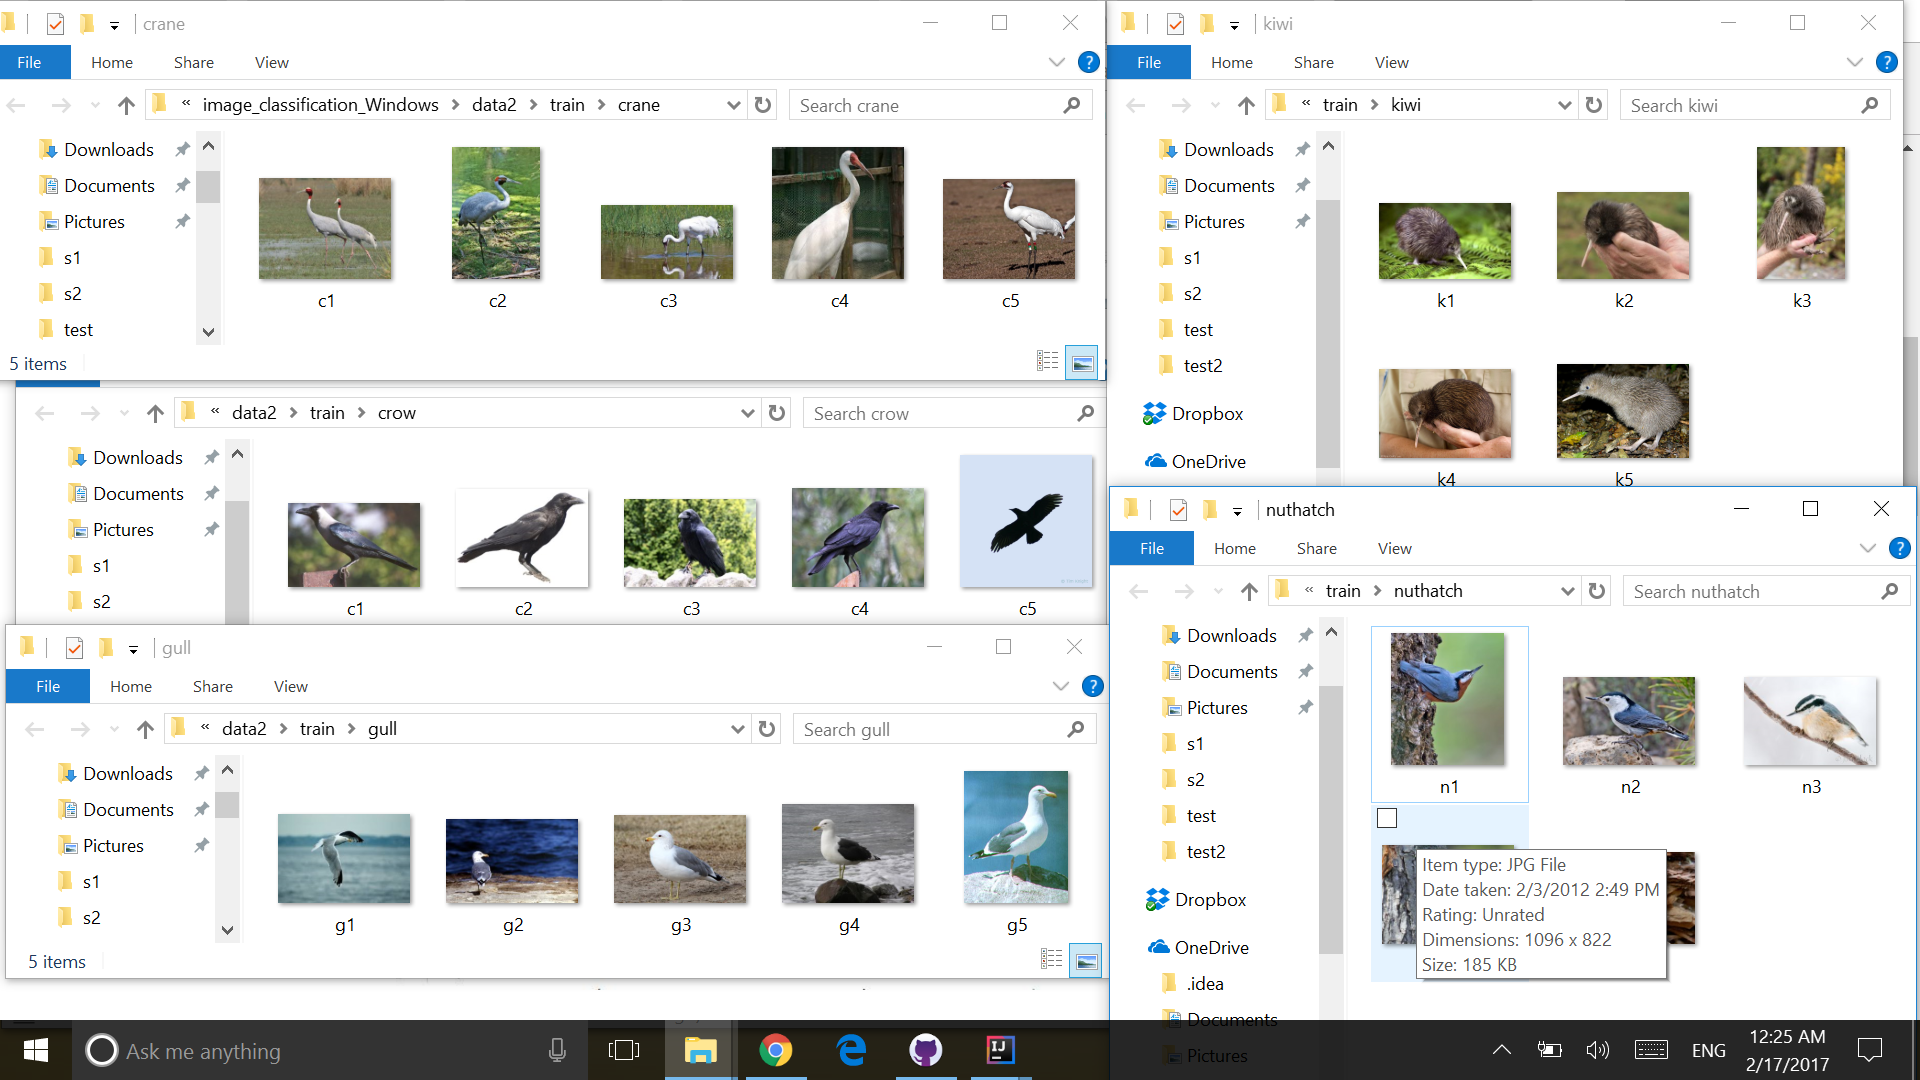 crane
File Home Share View
« image_classification_Windows > data2 > train > crane
Search crane
Downloads
Documents
Pictures
s1
s2
test
c1 c2 c3 c4 c5
5 items
« data2 > train > crow
Search crow
Downloads
Documents
Pictures
s1
s2
c1 c2 c3 c4 c5
gull
File Home Share View
« data2 > train > gull
Search gull
Downloads
Documents
Pictures
s1
s2
g1 g2 g3 g4 g5
5 items
kiwi
File Home Share View
« train > kiwi
Search kiwi
Downloads
Documents
Pictures
s1
s2
test
test2
Dropbox
OneDrive
k1 k2 k3
k4 k5
nuthatch
File Home Share View
« train > nuthatch
Search nuthatch
Downloads
Documents
Pictures
s1
s2
test
test2
Dropbox
OneDrive
.idea
Documents
Pictures
n1 n2 n3
Item type: JPG File
Date taken: 2/3/2012 2:49 PM
Rating: Unrated
Dimensions: 1096 x 822
Size: 185 KB
Ask me anything
IJ
ENG
12:25 AM
2/17/2017